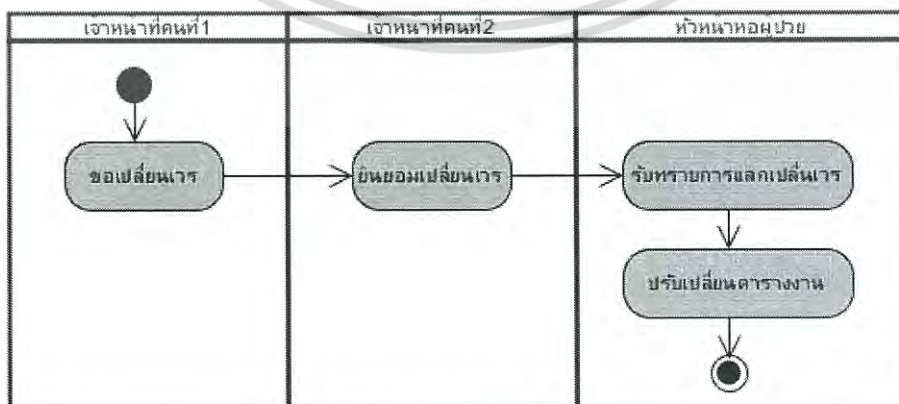 เจ้าหน้าที่คนที่1
เจ้าหน้าที่คนที่2
หัวหน้าหอผู้ป่วย
ขอเปลี่ยนเวร
ยินยอมเปลี่ยนเวร
รับทราบการแลกเปลี่นเวร
ปรับเปลี่ยนตารางงาน